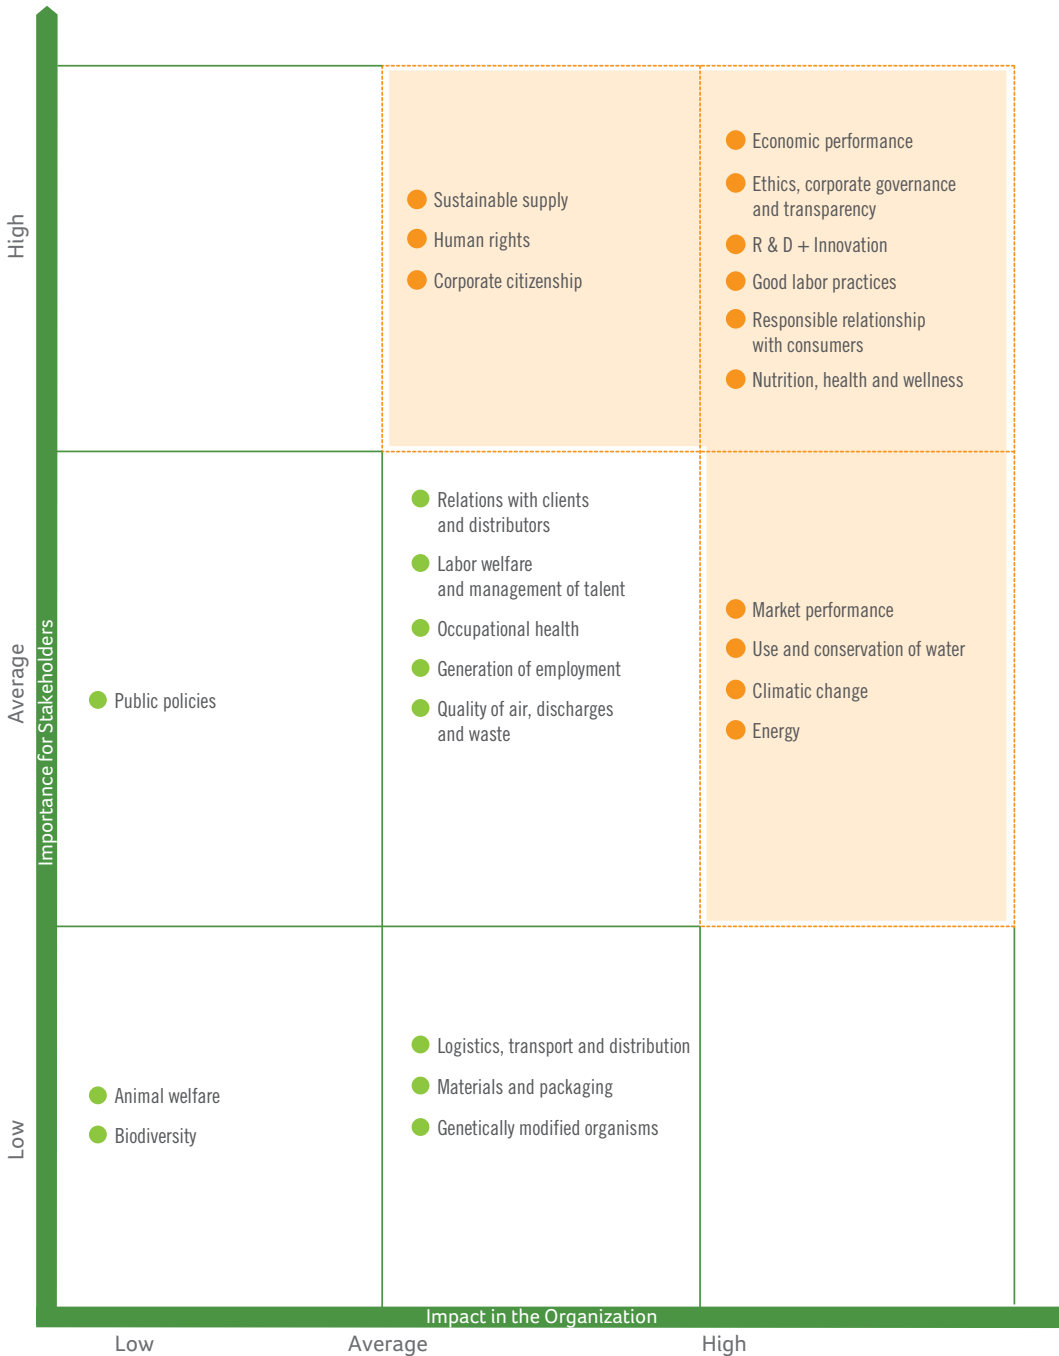 High
Sustainable supply
Human rights
Corporate citizenship
Economic performance
Ethics, corporate governance
and transparency
R & D + Innovation
Good labor practices
Responsible relationship
with consumers
Nutrition, health and wellness
Average
Importance for Stakeholders
Public policies
Relations with clients
and distributors
Labor welfare
and management of talent
Occupational health
Generation of employment
Quality of air, discharges
and waste
Market performance
Use and conservation of water
Climatic change
Energy
Low
Animal welfare
Biodiversity
Logistics, transport and distribution
Materials and packaging
Genetically modified organisms
Impact in the Organization
Low
Average
High